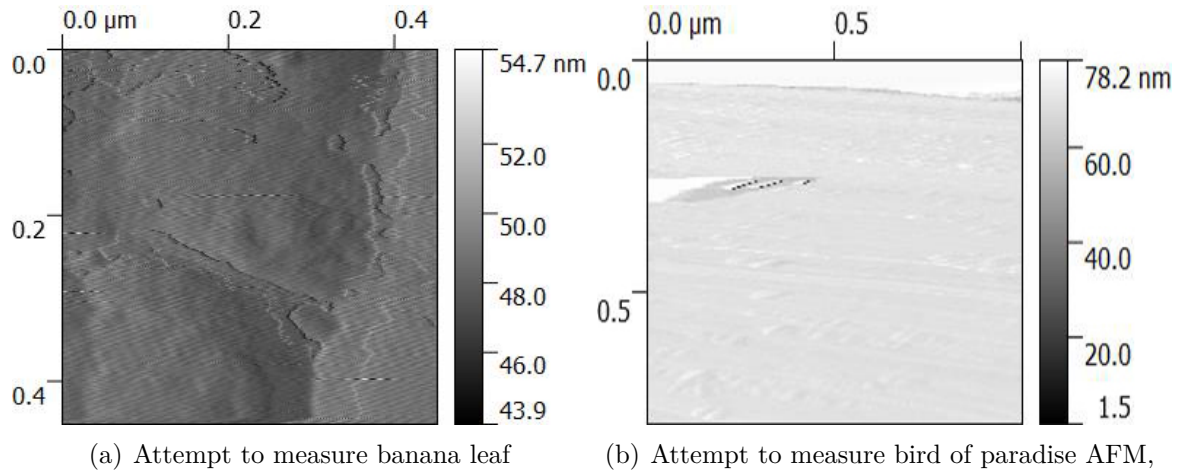 0.0 µm 0.2 0.4
0.0
0.2
0.4
54.7 nm
52.0
50.0
48.0
46.0
43.9
(a) Attempt to measure banana leaf
0.0 µm 0.5
0.0
0.5
78.2 nm
60.0
40.0
20.0
1.5
(b) Attempt to measure bird of paradise AFM,